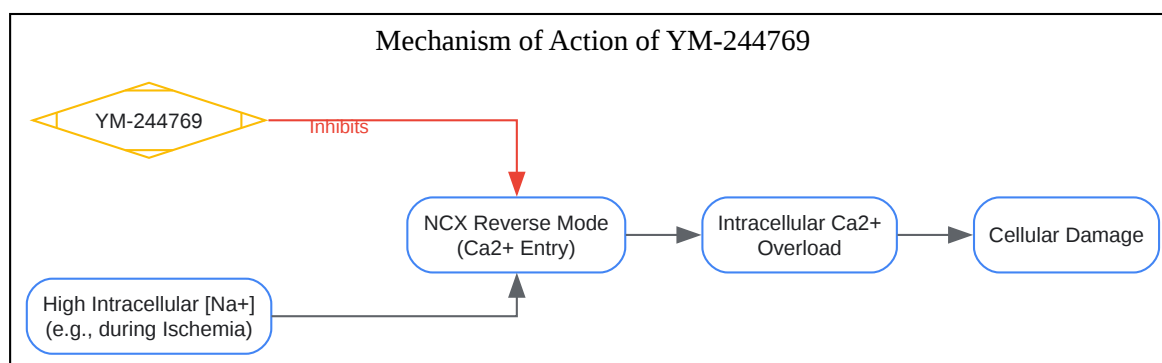 Mechanism of Action of YM-244769
YM-244769
Inhibits
NCX Reverse Mode
(Ca2+ Entry)
Intracellular Ca2+
Overload
Cellular Damage
High Intracellular [Na+]
(e.g., during Ischemia)